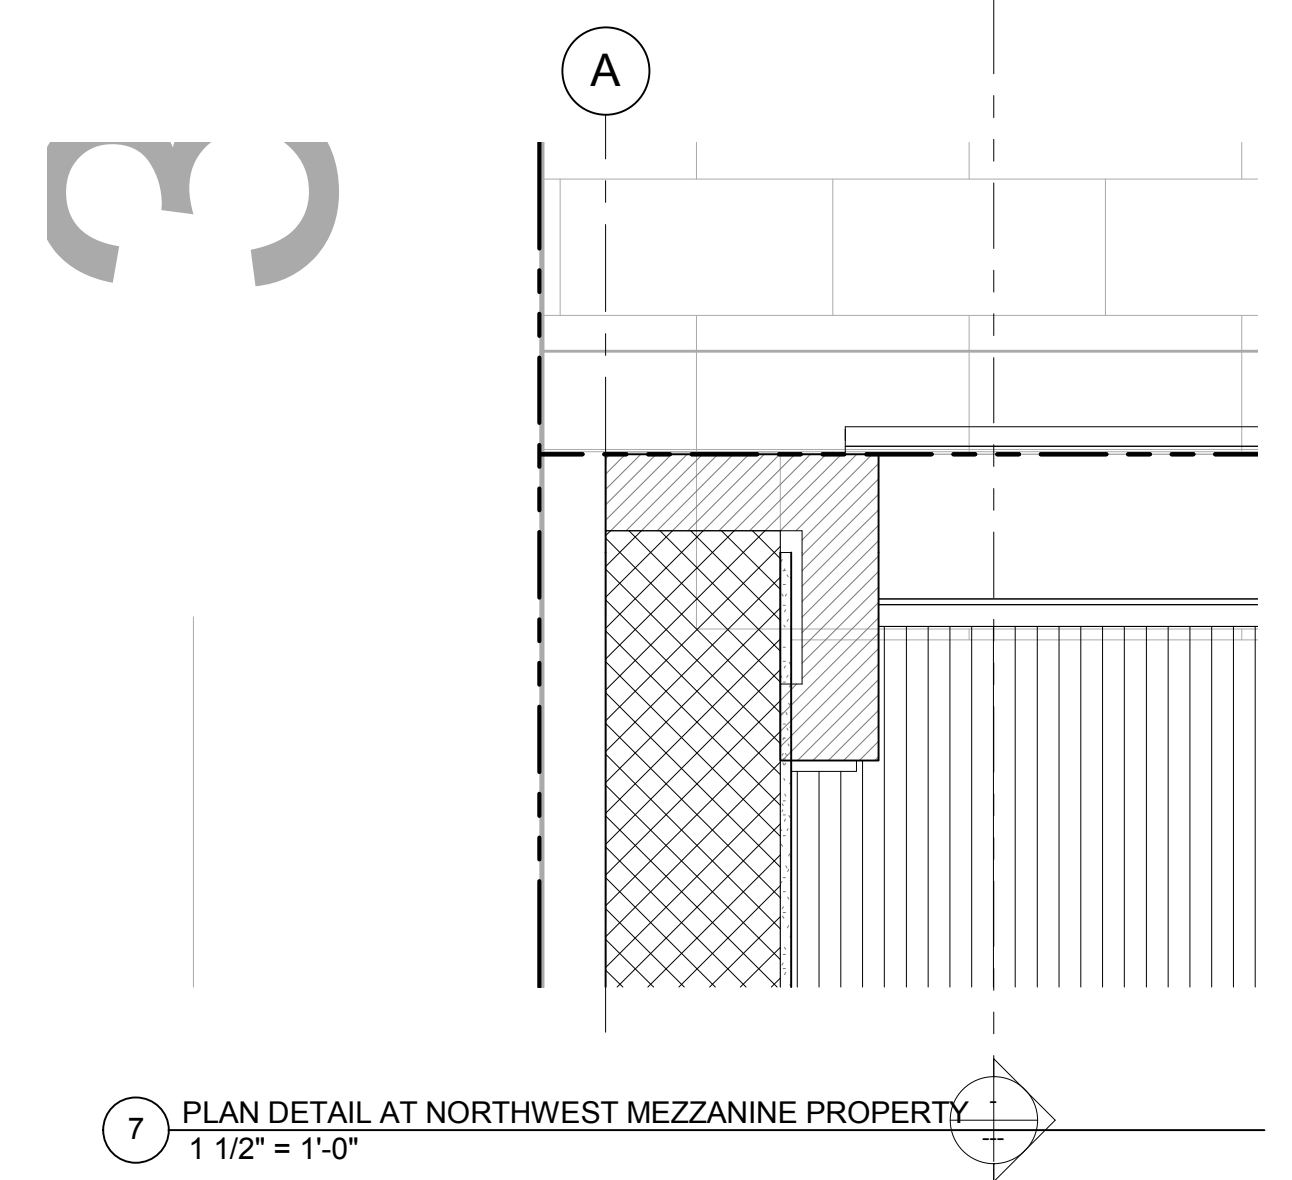 A
7
PLAN DETAIL AT NORTHWEST MEZZANINE PROPERTY
1 1/2" = 1'-0"
-
---